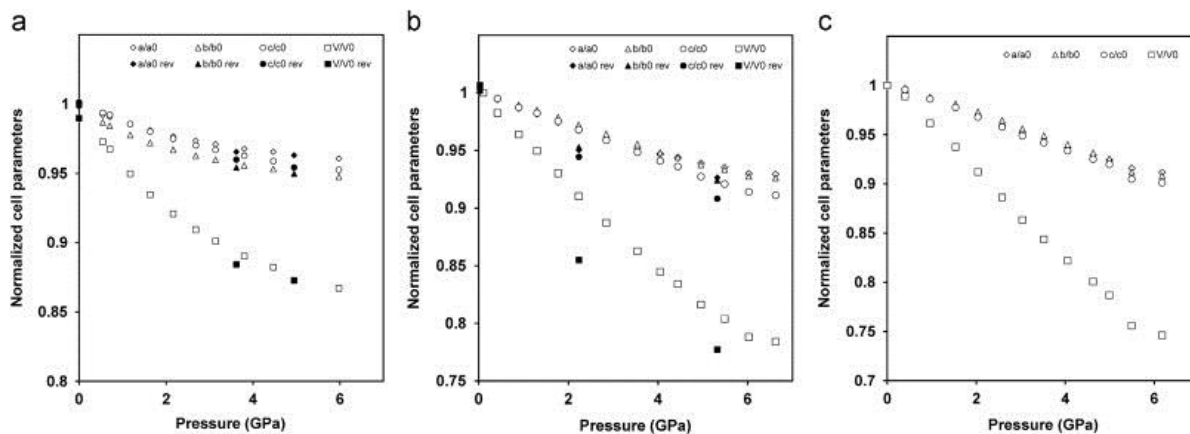 a
◇a/a0 △b/b0 ○c/c0 □V/V0
◆a/a0 rev ▲b/b0 rev ●c/c0 rev ■V/V0 rev
1
0.95
0.9
0.85
0.8
0 2 4 6
Normalized cell parameters
Pressure (GPa)
b
◇a/a0 △b/b0 ○c/c0 □V/V0
◆a/a0 rev ▲b/b0 rev ●c/c0 rev ■V/V0 rev
1
0.95
0.9
0.85
0.8
0.75
0 2 4 6
Normalized cell parameters
Pressure (GPa)
c
◇a/a0 △b/b0 ○c/c0 □V/V0
1
0.95
0.9
0.85
0.8
0.75
0.7
0 2 4 6
Normalized cell parameters
Pressure (GPa)